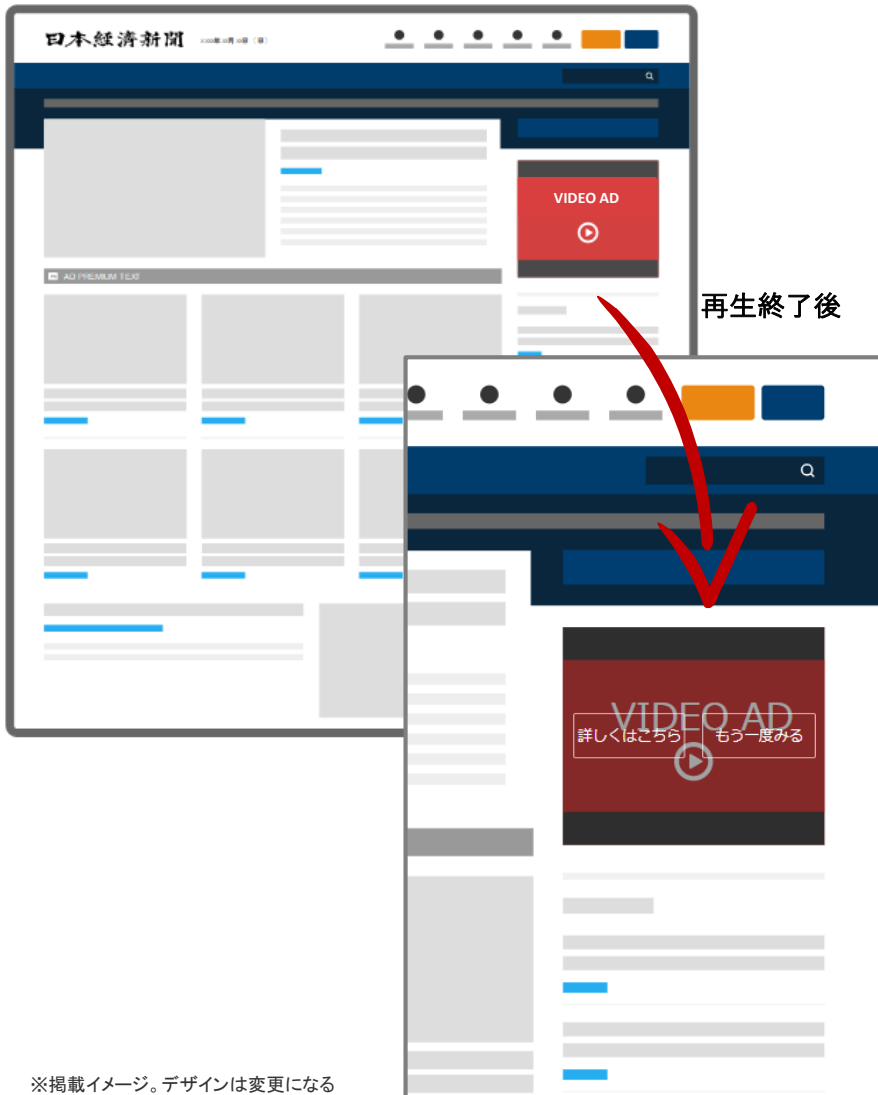 日本経済新聞
VIDEO AD
AD PREMIUM TEXT
再生終了後
VIDEO AD
詳しくはこちら
もう一度みる
※掲載イメージ。デザインは変更になる